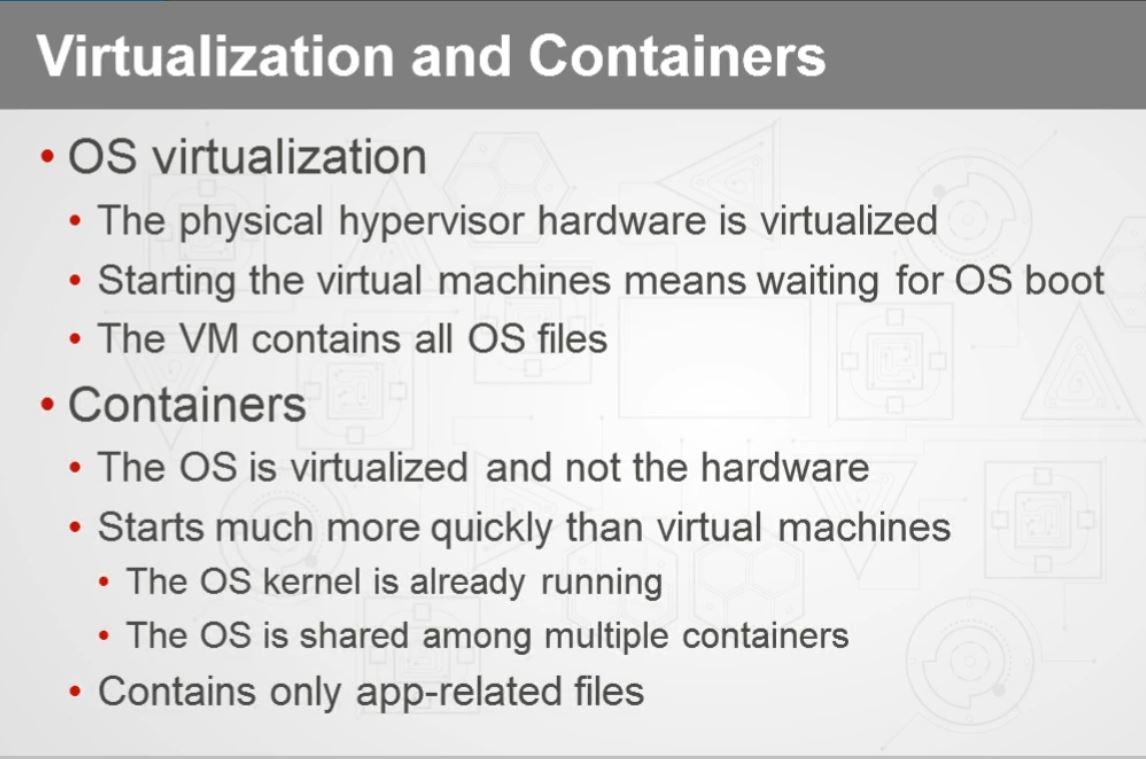 Virtualization and Containers
• OS virtualization
• The physical hypervisor hardware is virtualized
• Starting the virtual machines means waiting for OS boot
• The VM contains all OS files
• Containers
• The OS is virtualized and not the hardware
• Starts much more quickly than virtual machines
• The OS kernel is already running
• The OS is shared among multiple containers
• Contains only app-related files